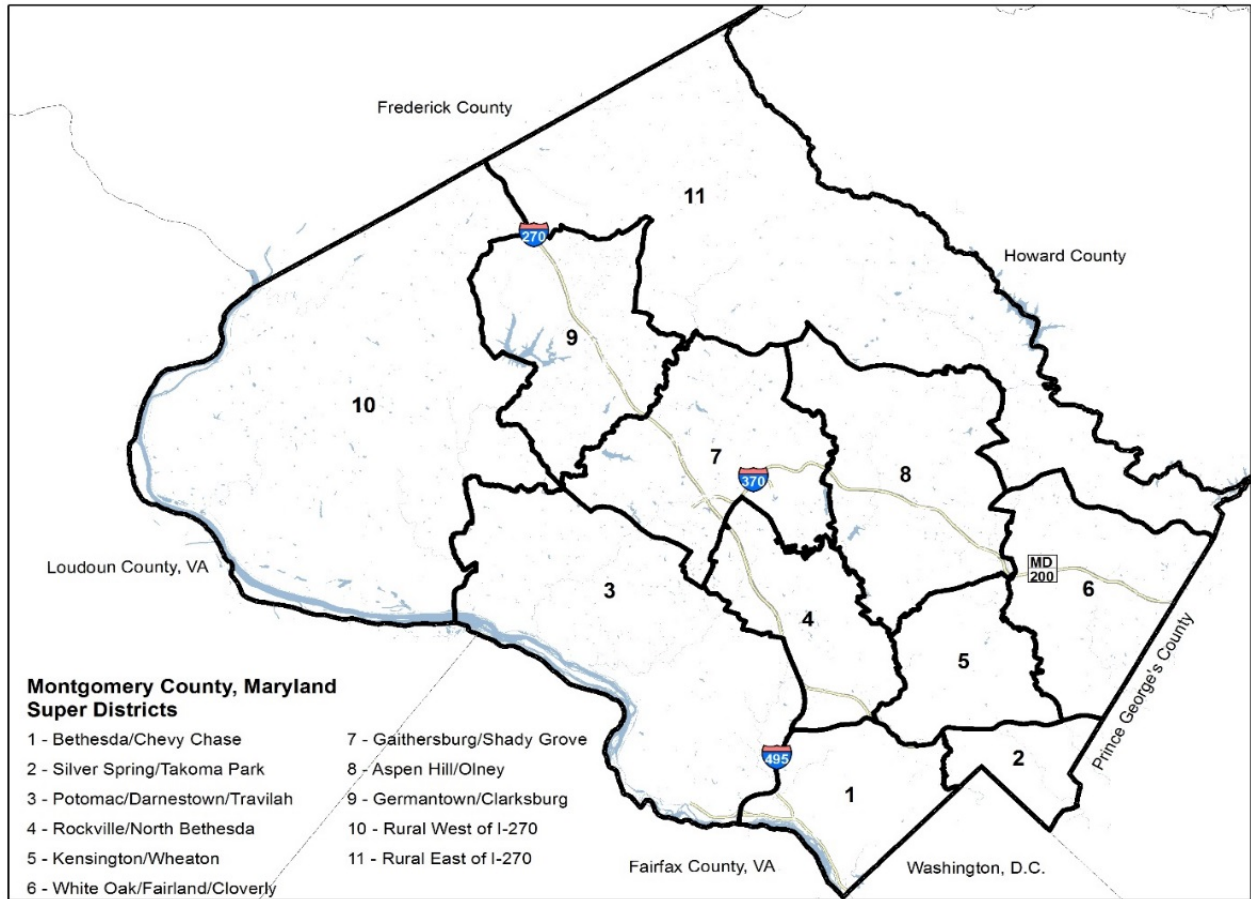 Frederick County
11
270
Howard County
9
10
7
370
8
Loudoun County, VA
MD
200
3
6
4
5
Prince George's County
Montgomery County, Maryland
Super Districts
1 - Bethesda/Chevy Chase
2 - Silver Spring/Takoma Park
3 - Potomac/Darnestown/Travilah
4 - Rockville/North Bethesda
5 - Kensington/Wheaton
6 - White Oak/Fairland/Cloverly
7 - Gaithersburg/Shady Grove
8 - Aspen Hill/Olney
9 - Germantown/Clarksburg
10 - Rural West of I-270
11 - Rural East of I-270
495
2
1
Fairfax County, VA
Washington, D.C.